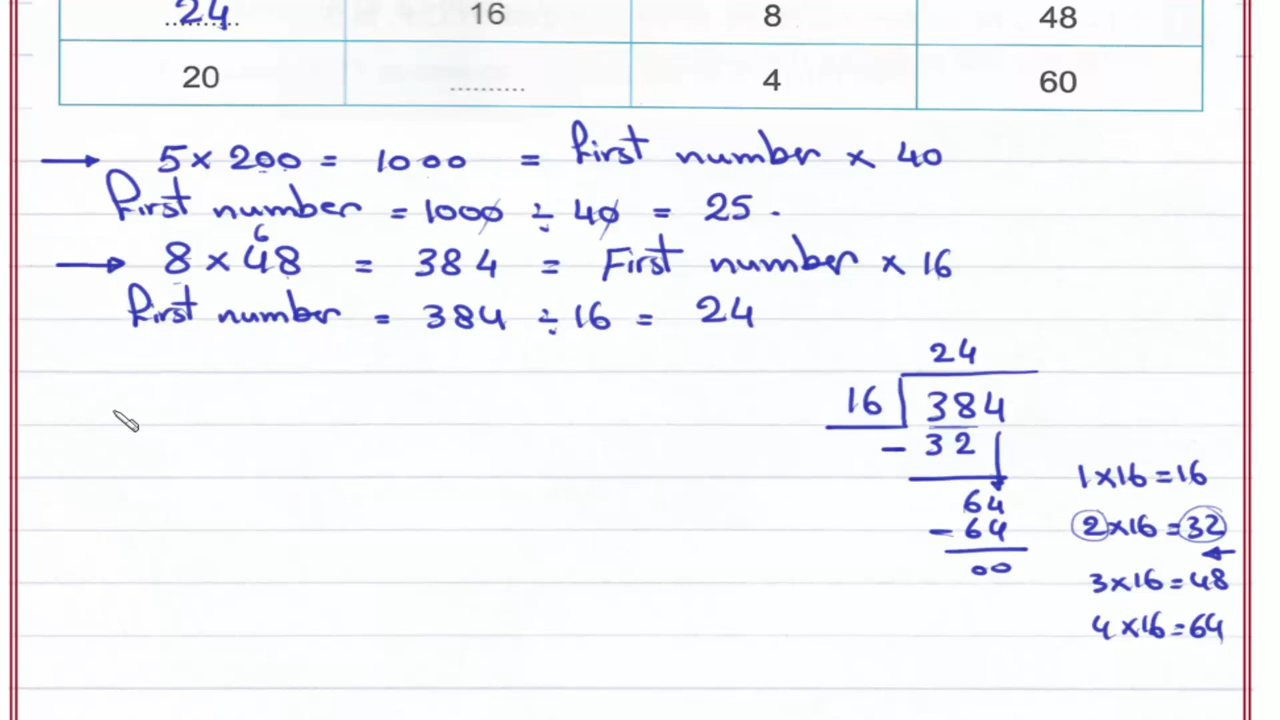 24 16 8 48
20 ........... 4 60
→ 5 × 200 = 1000 = First number × 40
First number = 1000 ÷ 40 = 25 .
6
→ 8 × 48 = 384 = First number × 16
First number = 384 ÷ 16 = 24
24
16 384
- 32
64
- 64
00
1×16=16
2×16=32
3×16=48
4×16=64